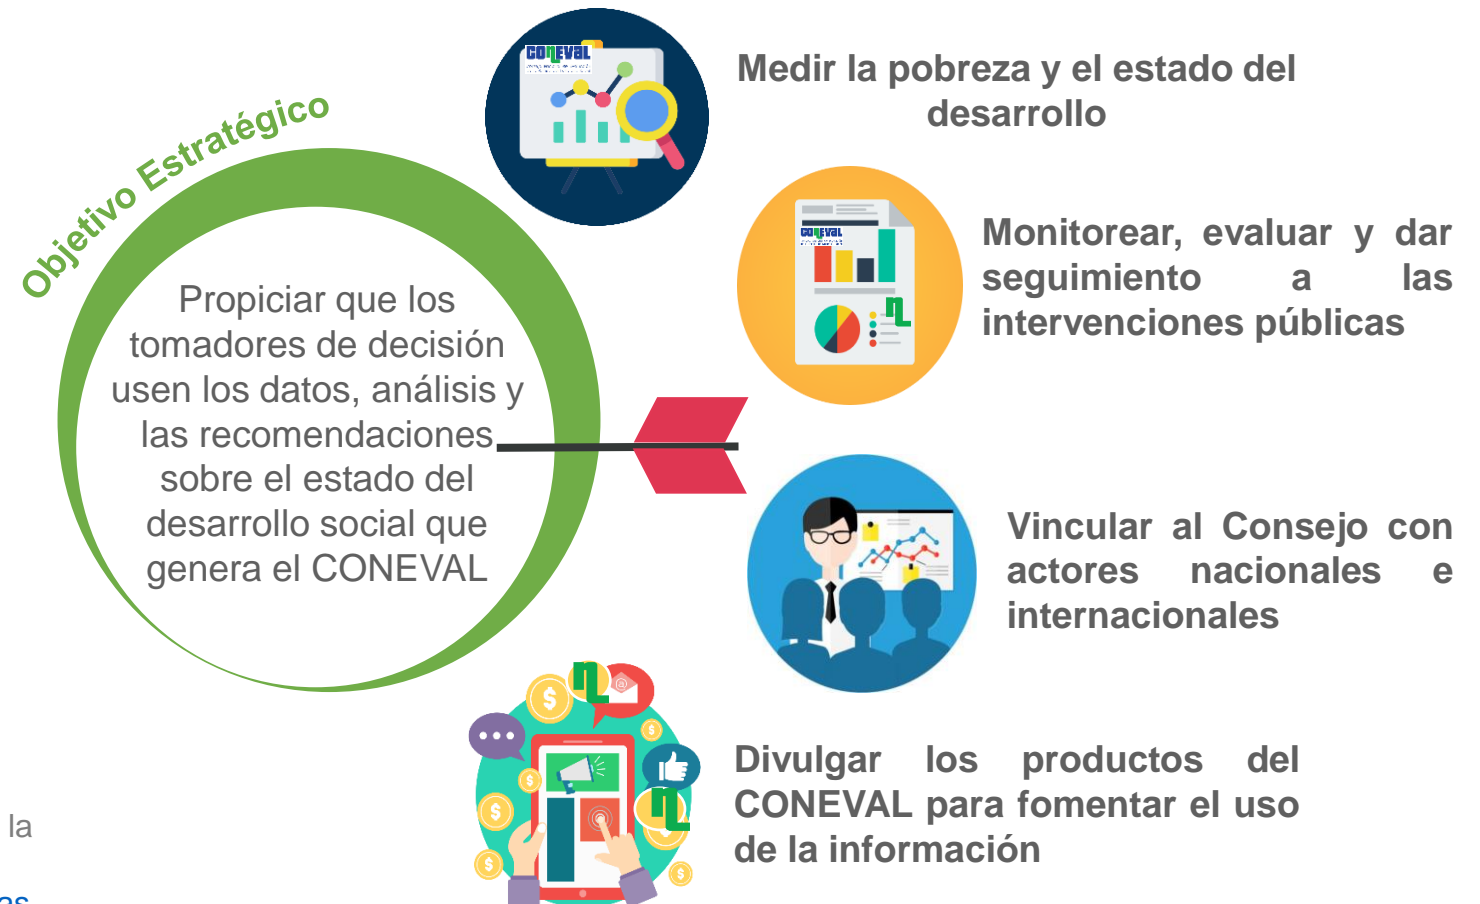 Objetivo Estratégico
Propiciar que los
tomadores de decisión
usen los datos, análisis y
las recomendaciones
sobre el estado del
desarrollo social que
genera el CONEVAL
CONEVAL
Medir la pobreza y el estado del
desarrollo
CONEVAL
Monitorear, evaluar y dar
seguimiento a las
intervenciones públicas
Vincular al Consejo con
actores nacionales e
internacionales
Divulgar los productos del
CONEVAL para fomentar el uso
de la información
la